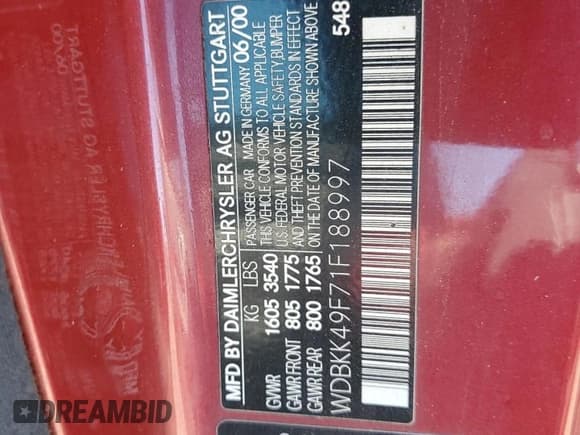 MFD BY DAIMLERCHRYSLER AG STUTTGART
KG LBS PASSENGER CAR MADE IN GERMANY 06/00
GVWR 1605 3540 THIS VEHICLE CONFORMS TO ALL APPLICABLE
U.S. FEDERAL MOTOR VEHICLE SAFETY, BUMPER
GAWR FRONT 805 1775 AND THEFT PREVENTION STANDARDS IN EFFECT
GAWR REAR 800 1765 ON THE DATE OF MANUFACTURE SHOWN ABOVE
WDBKK49F71F188997
548
DREAMBID